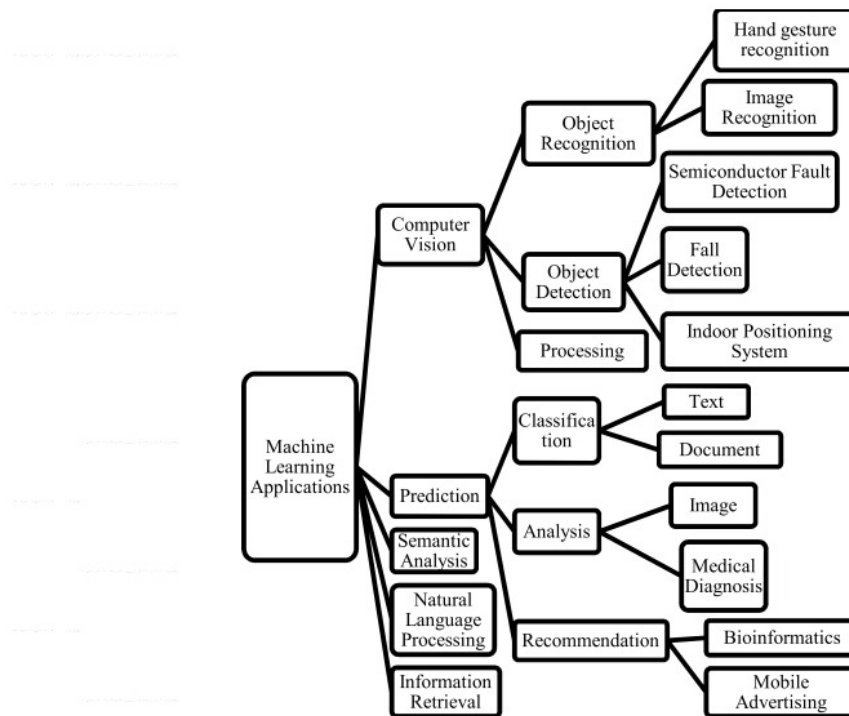 Hand gesture
recognition
Image
Recognition
Object
Recognition
Semiconductor Fault
Detection
Computer
Vision
Fall
Detection
Object
Detection
Indoor Positioning
System
Processing
Machine
Learning
Applications
Classifica
tion
Text
Document
Prediction
Analysis
Image
Medical
Diagnosis
Semantic
Analysis
Natural
Language
Processing
Recommendation
Bioinformatics
Mobile
Advertising
Information
Retrieval